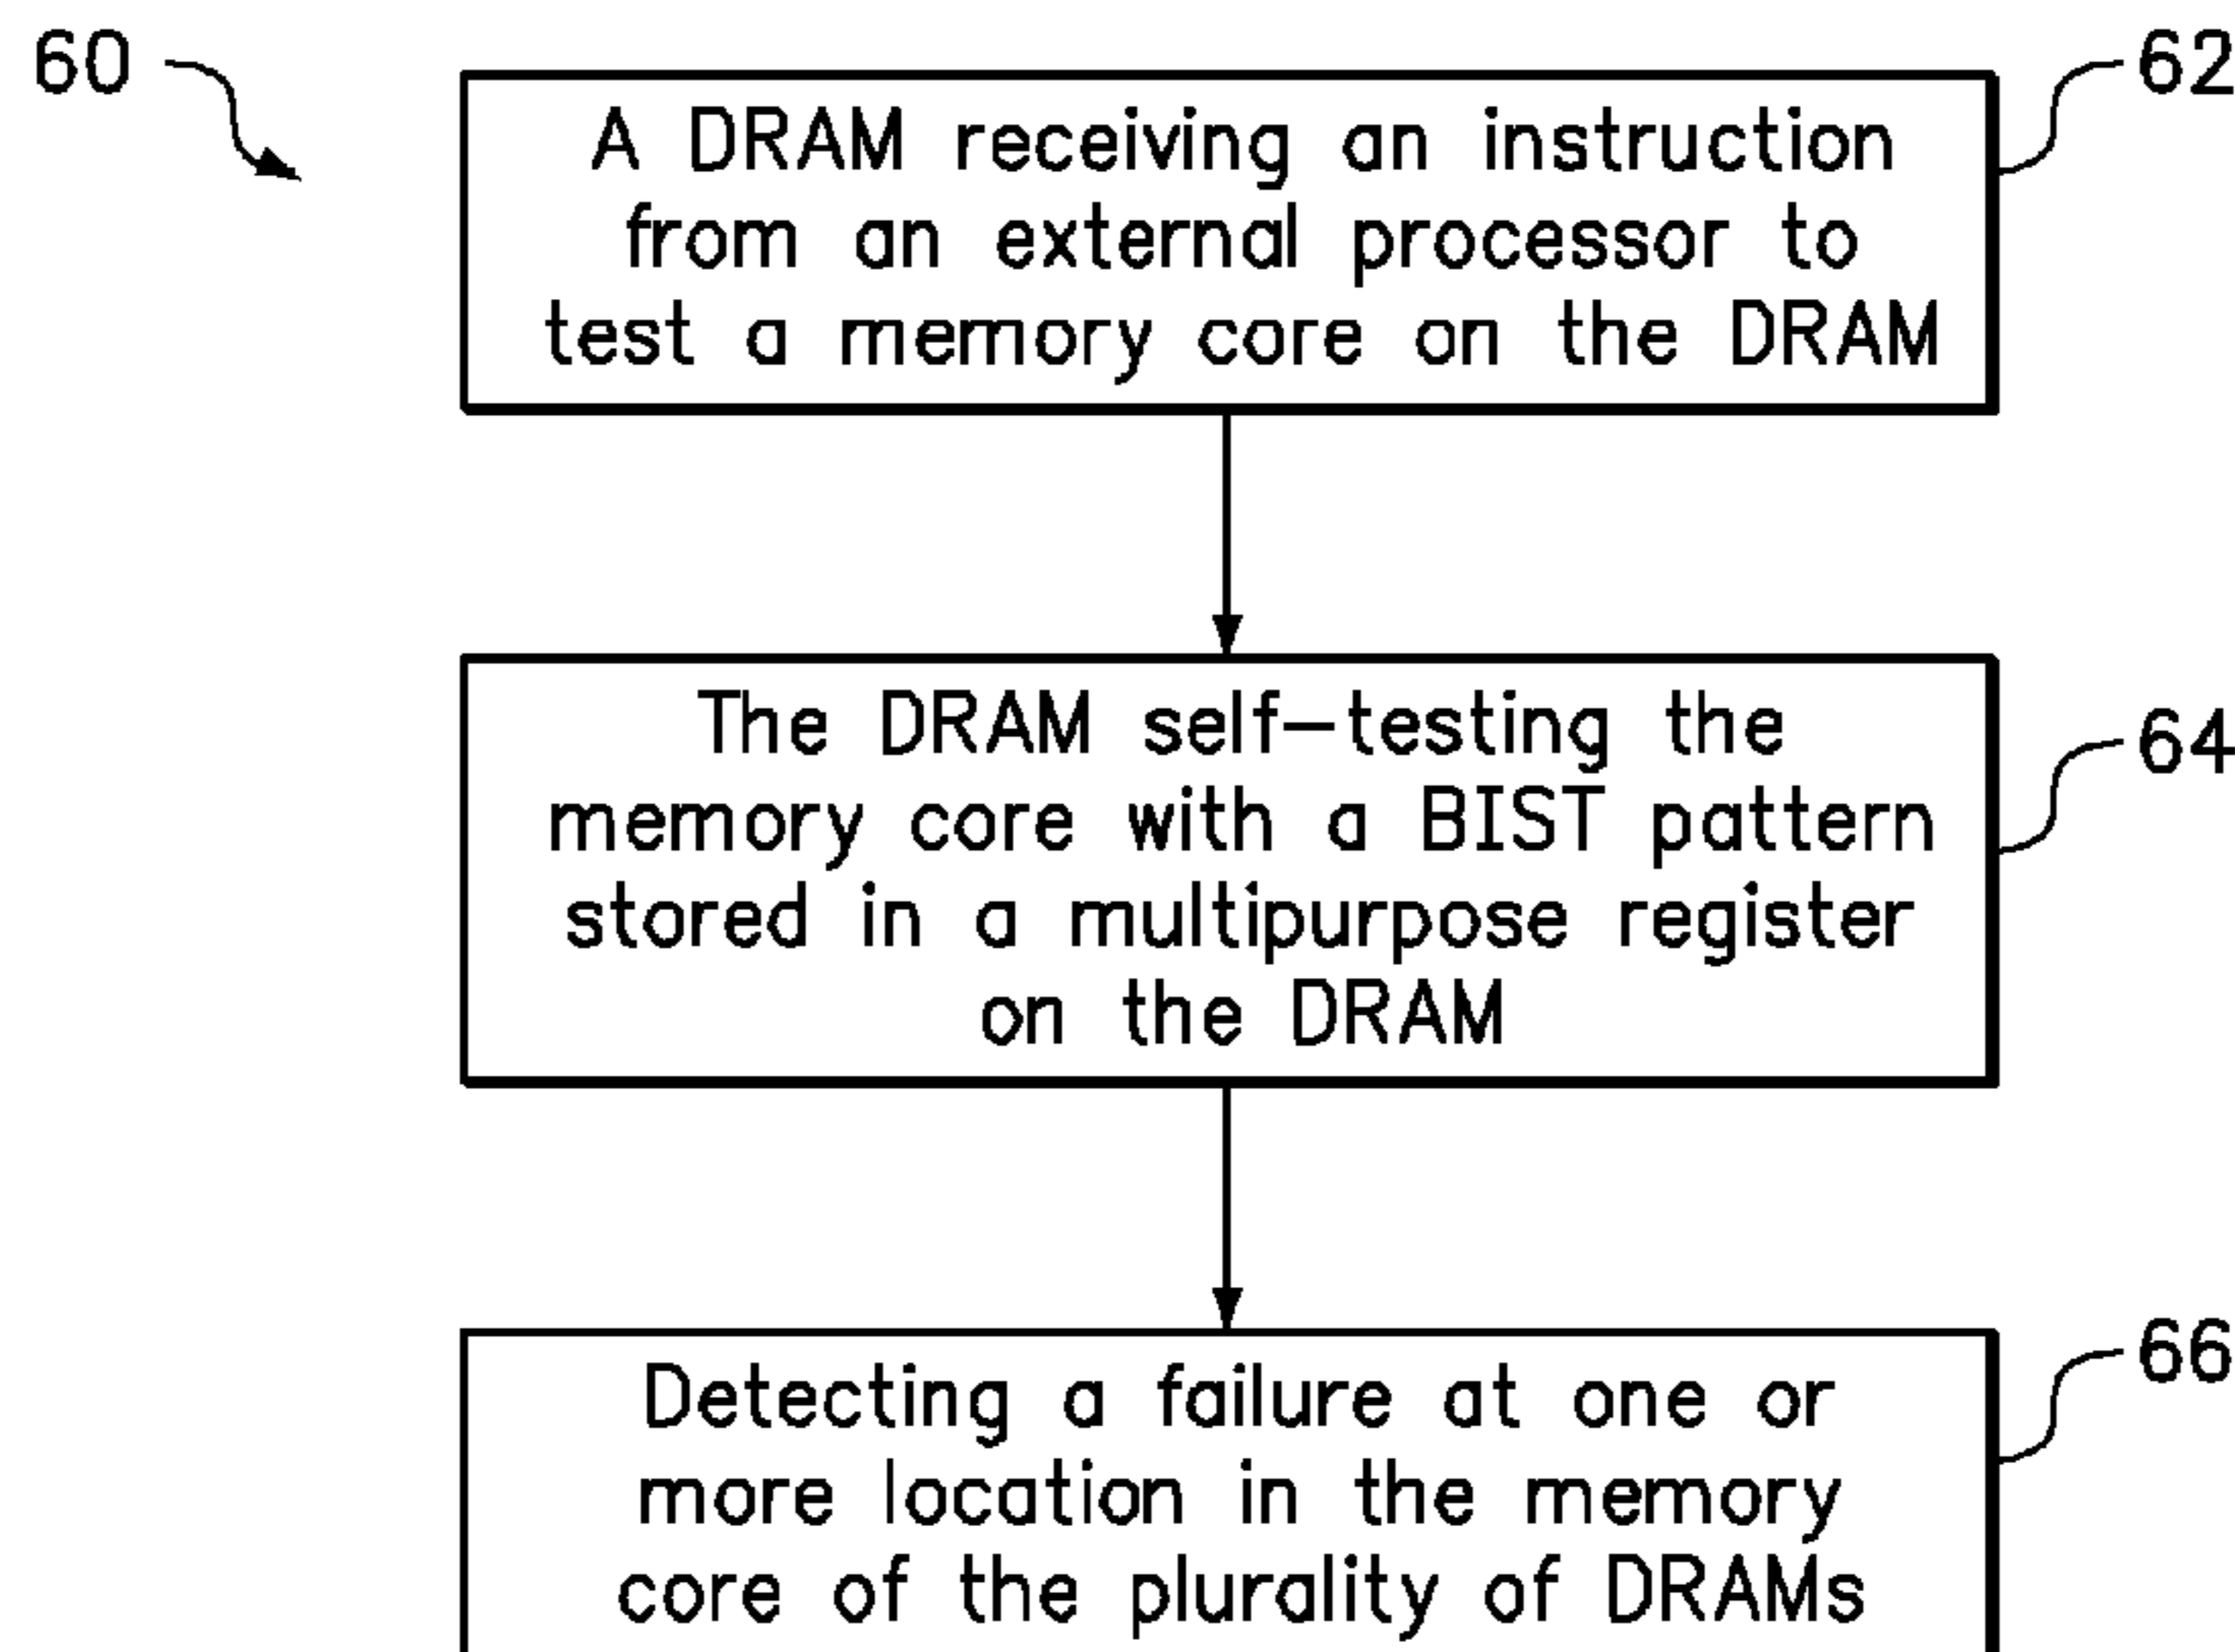 60
62
A DRAM receiving an instruction
from an external processor to
test a memory core on the DRAM
64
The DRAM self-testing the
memory core with a BIST pattern
stored in a multipurpose register
on the DRAM
66
Detecting a failure at one or
more location in the memory
core of the plurality of DRAMs